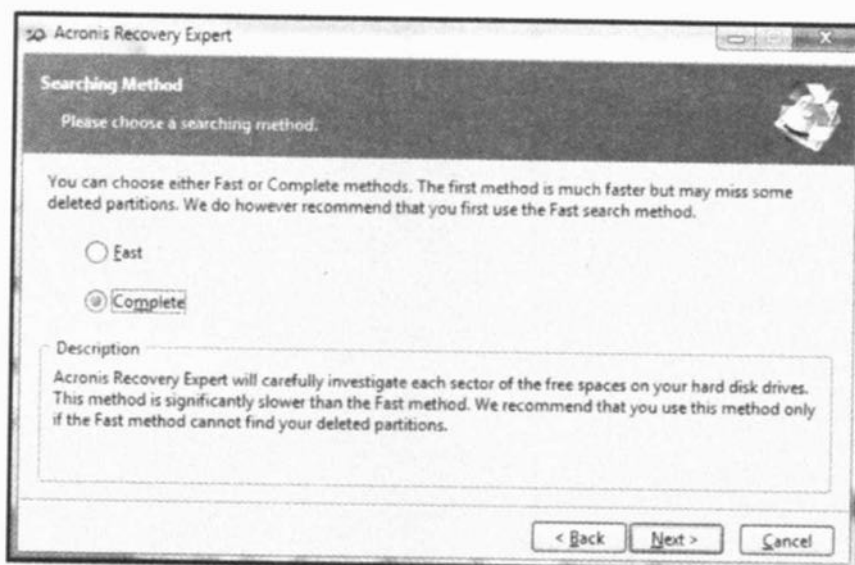 Acronis Recovery Expert
Searching Method
Please choose a searching method.
You can choose either Fast or Complete methods. The first method is much faster but may miss some
deleted partitions. We do however recommend that you first use the Fast search method.
Fast
Complete
Description
Acronis Recovery Expert will carefully investigate each sector of the free spaces on your hard disk drives.
This method is significantly slower than the Fast method. We recommend that you use this method only
if the Fast method cannot find your deleted partitions.
< Back
Next >
Cancel